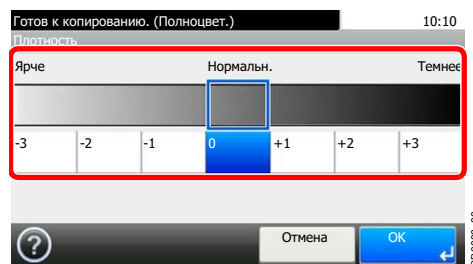 Готов к копированию. (Полноцвет.) 10:10
Плотность
Ярче Нормальн. Темнее
-3 -2 -1 0 +1 +2 +3
? Отмена OK